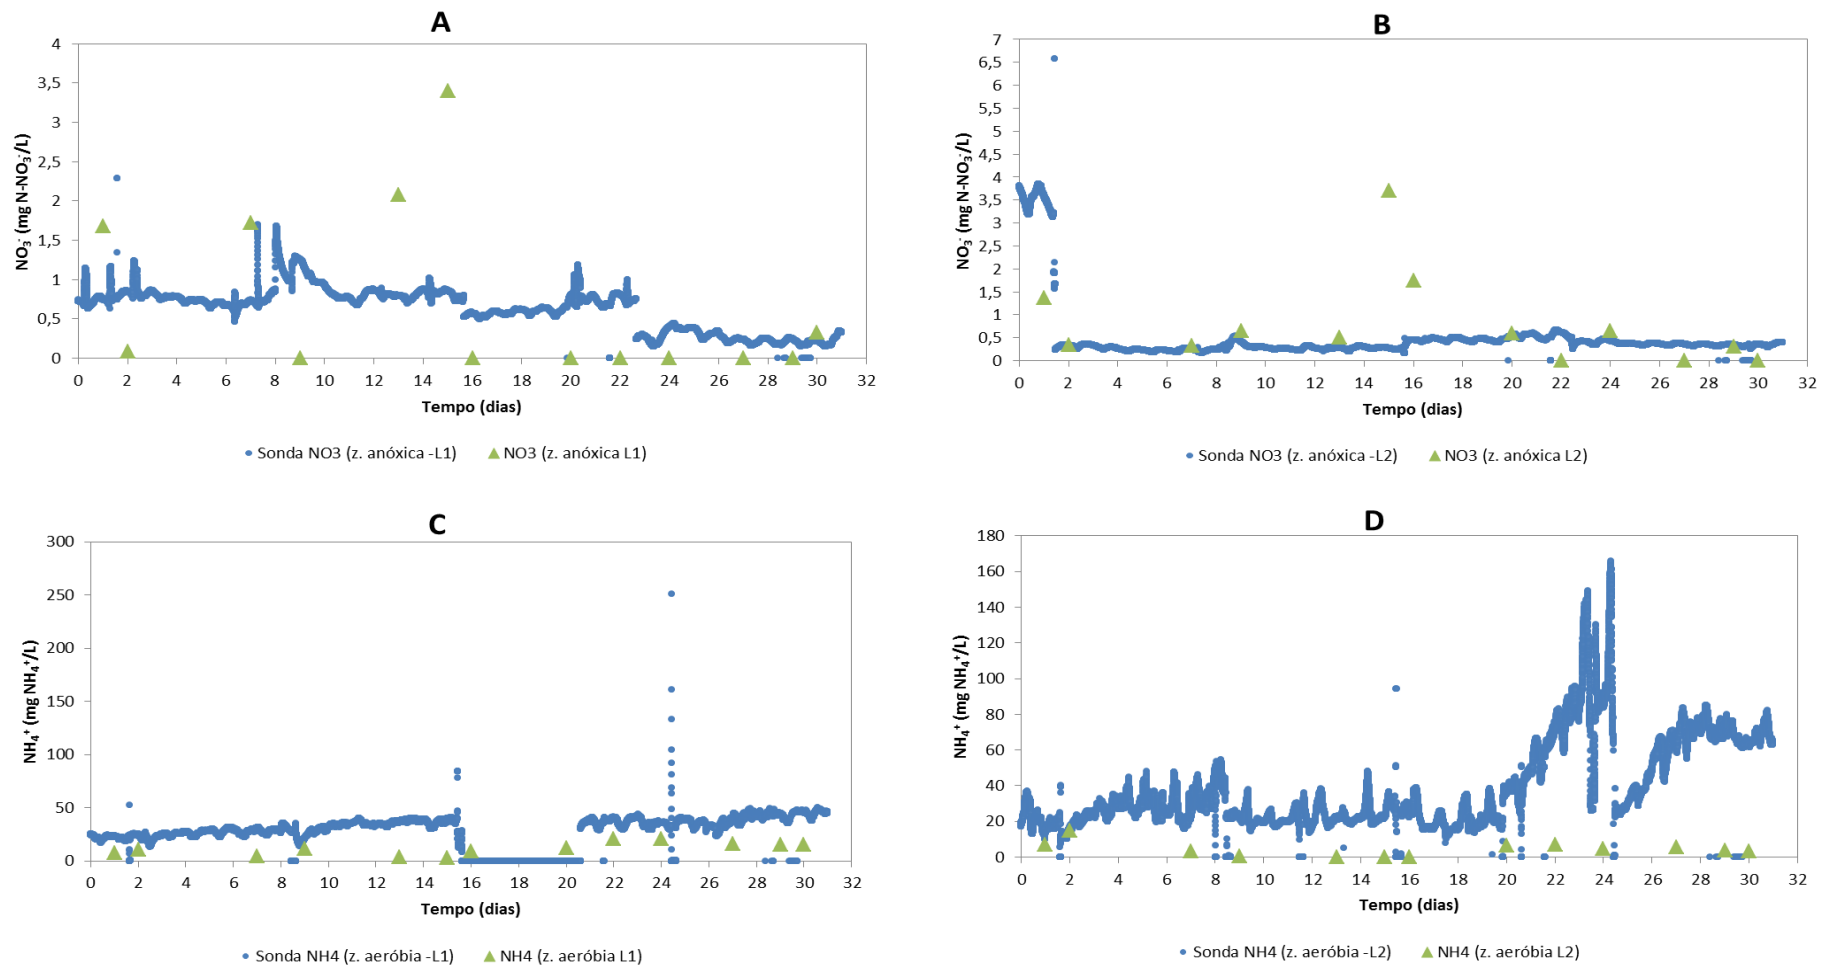 A
4
3,5
3
2,5
2
1,5
1
0,5
0
NO₃⁻ (mg N-NO₃⁻/L)
0 2 4 6 8 10 12 14 16 18 20 22 24 26 28 30 32
Tempo (dias)
Sonda NO3 (z. anóxica -L1) NO3 (z. anóxica L1)
B
7
6,5
6
5,5
5
4,5
4
3,5
3
2,5
2
1,5
1
0,5
0
NO₃⁻ (mg N-NO₃⁻/L)
0 2 4 6 8 10 12 14 16 18 20 22 24 26 28 30 32
Tempo (dias)
Sonda NO3 (z. anóxica -L2) NO3 (z. anóxica L2)
C
300
250
200
150
100
50
0
NH₄⁺ (mg NH₄⁺/L)
0 2 4 6 8 10 12 14 16 18 20 22 24 26 28 30 32
Tempo (dias)
Sonda NH4 (z. aeróbia -L1) NH4 (z. aeróbia L1)
D
180
160
140
120
100
80
60
40
20
0
NH₄⁺ (mg NH₄⁺/L)
0 2 4 6 8 10 12 14 16 18 20 22 24 26 28 30 32
Tempo (dias)
Sonda NH4 (z. aeróbia -L2) NH4 (z. aeróbia L2)